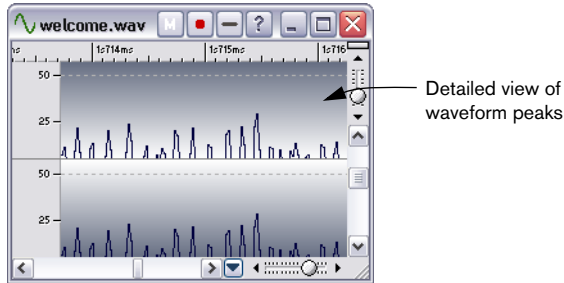 welcome.wav M ?
ms 1s714ms 1s715ms 1s716
50
25
50
25
Detailed view of
waveform peaks